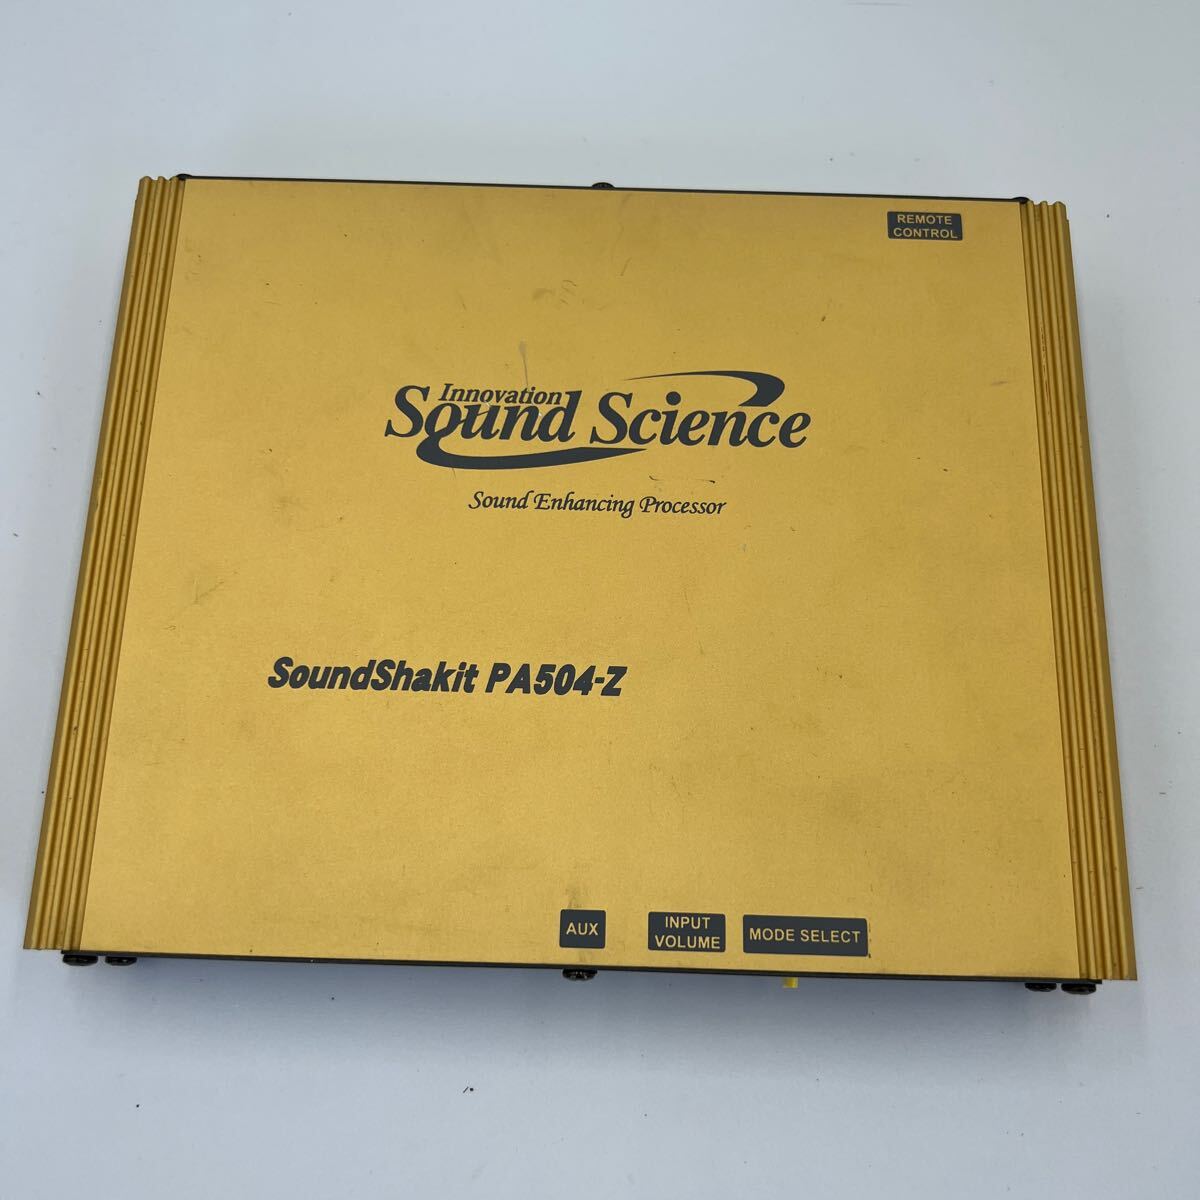 REMOTE
CONTROL
Innovation
Sound Science
Sound Enhancing Processor
SoundShakit PA504-Z
AUX
INPUT
VOLUME
MODE SELECT